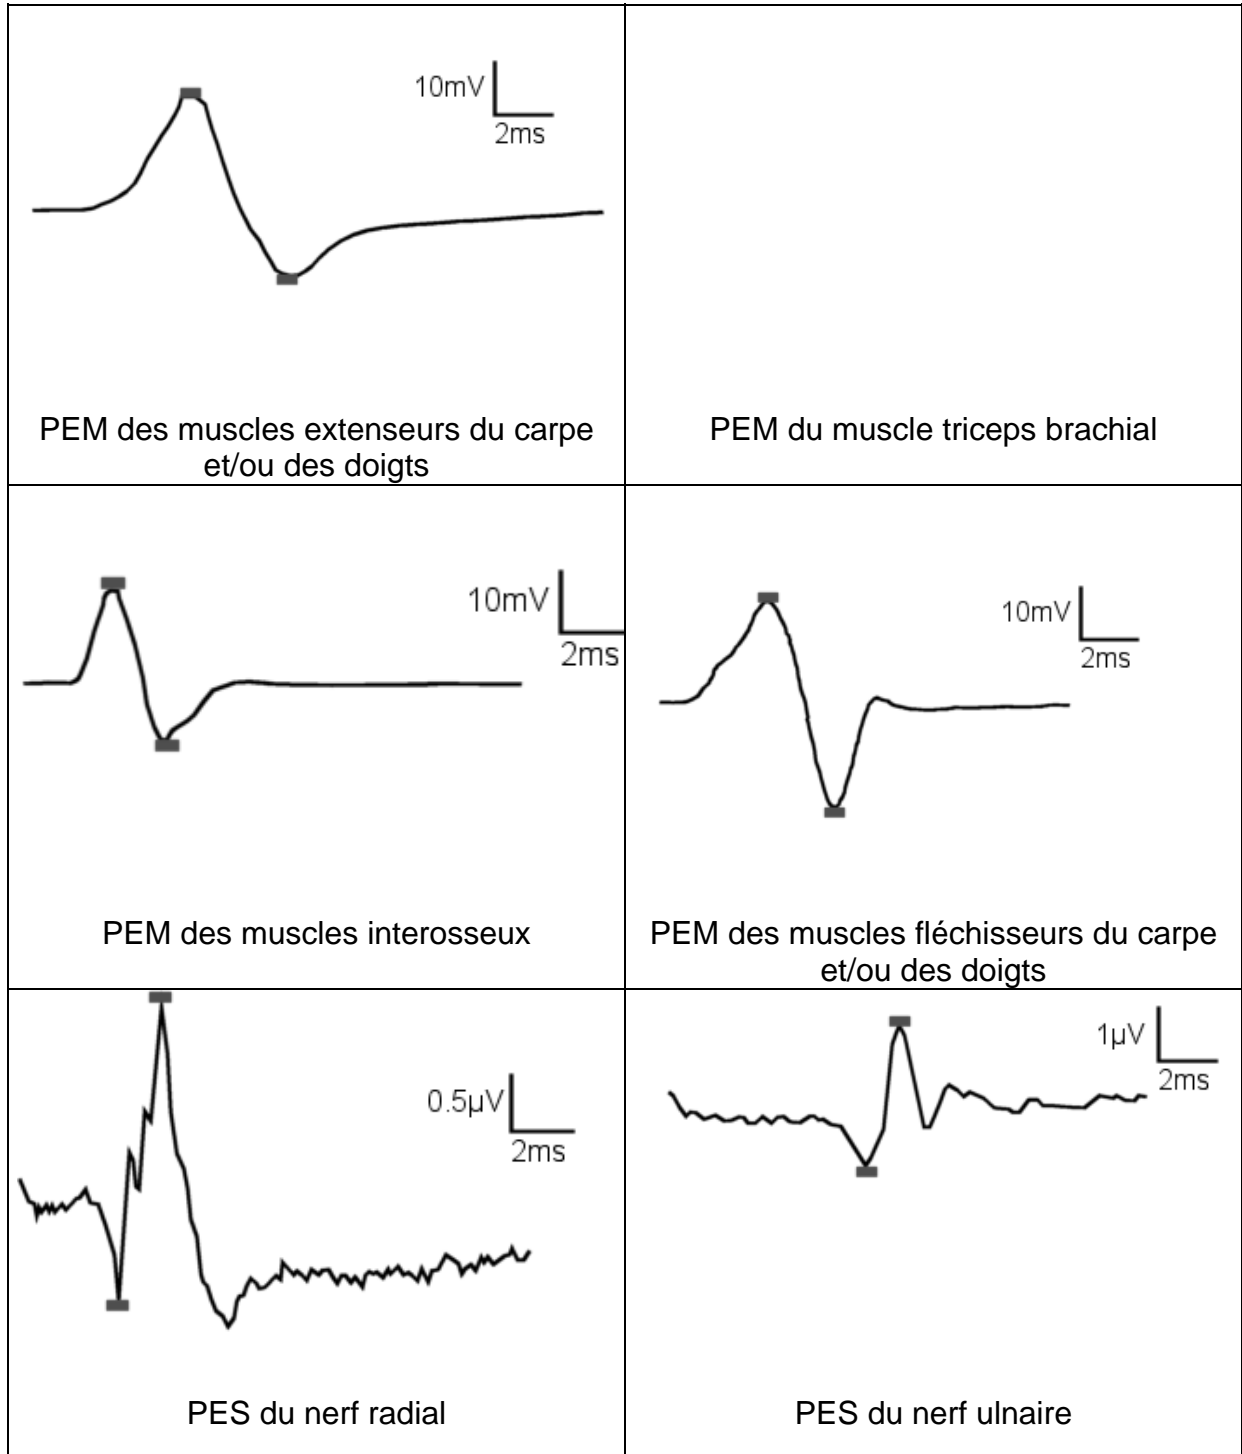 10mV
2ms
PEM des muscles extenseurs du carpe
et/ou des doigts
PEM du muscle triceps brachial
10mV
2ms
PEM des muscles interosseux
10mV
2ms
PEM des muscles fléchisseurs du carpe
et/ou des doigts
0.5µV
2ms
PES du nerf radial
1µV
2ms
PES du nerf ulnaire